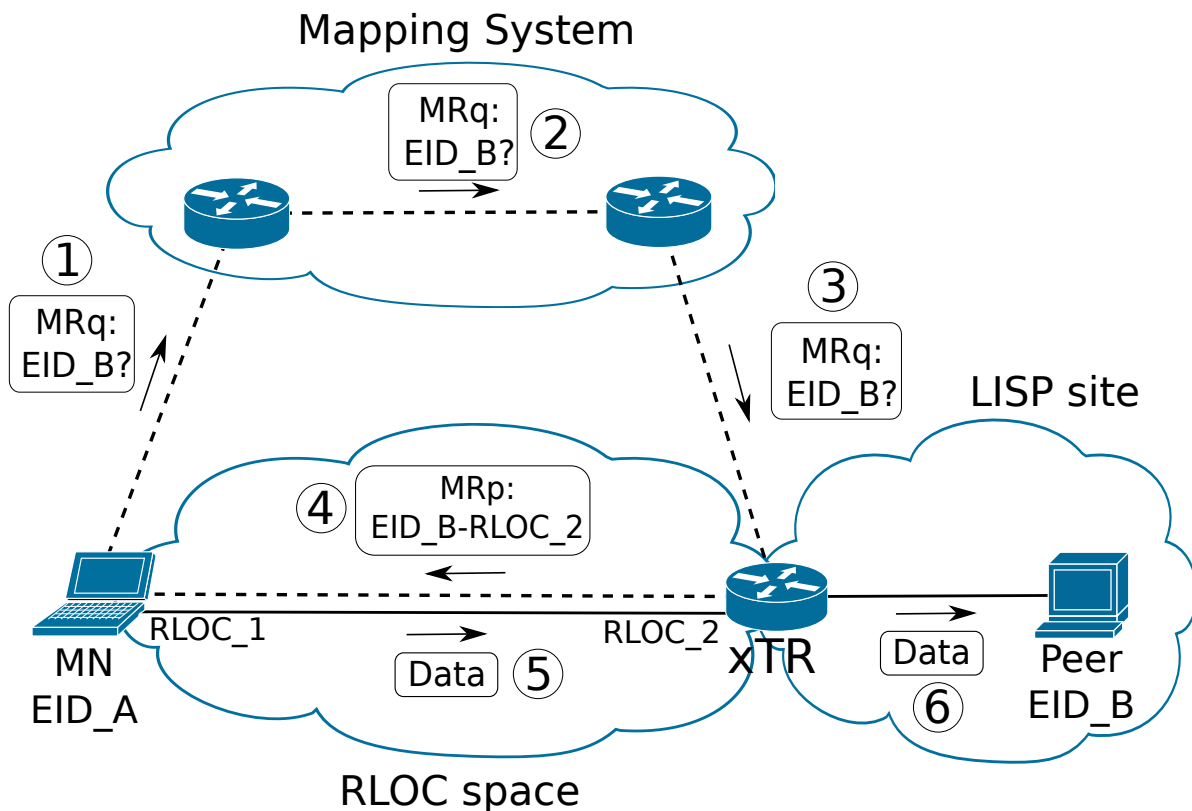 Mapping System
MRq:
EID_B?
2
1
MRq:
EID_B?
3
MRq:
EID_B?
LISP site
4
MRp:
EID_B-RLOC_2
RLOC_1
RLOC_2
MN
EID_A
Data
5
xTR
Data
6
Peer
EID_B
RLOC space